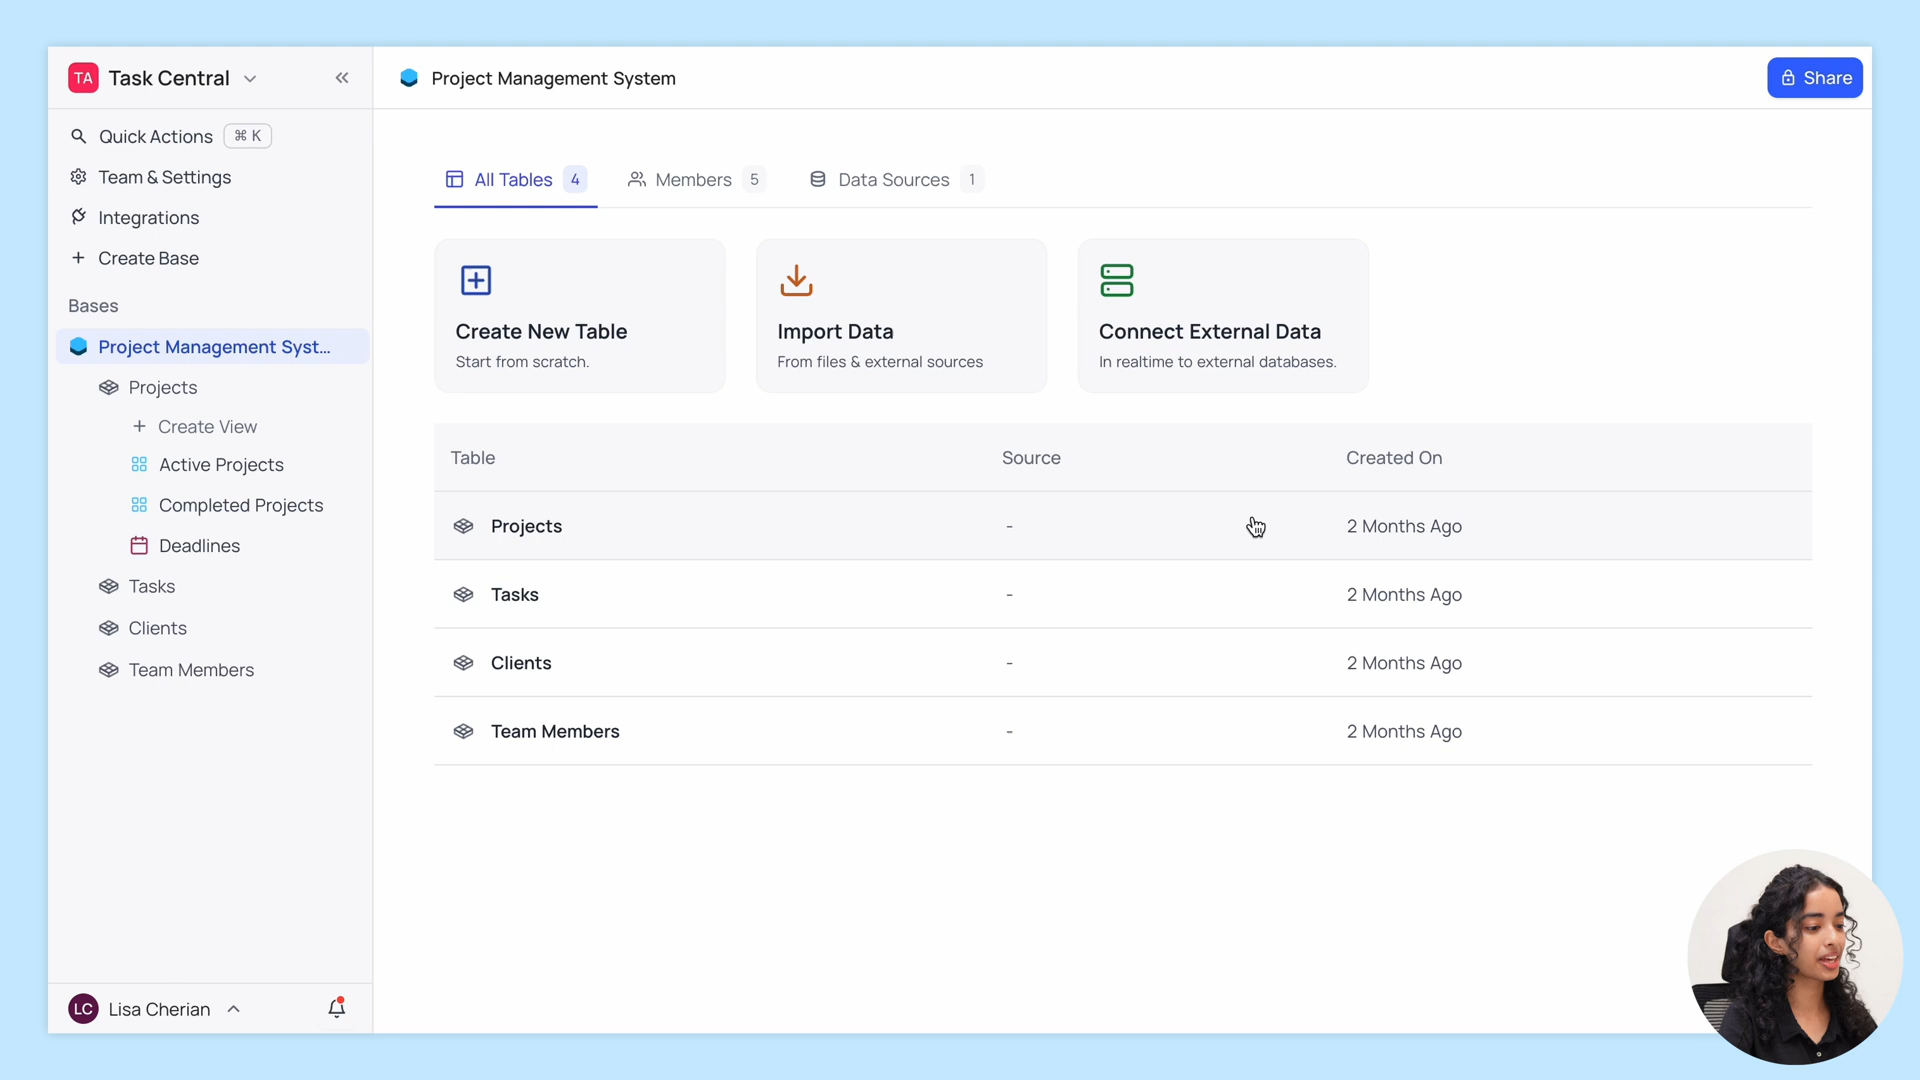 TA Task Central
Project Management System
Share
Quick Actions ⌘ K
Team & Settings
Integrations
Create Base
Bases
Project Management Syst...
Projects
Create View
Active Projects
Completed Projects
Deadlines
Tasks
Clients
Team Members
LC Lisa Cherian
All Tables 4
Members 5
Data Sources 1
Create New Table
Start from scratch.
Import Data
From files & external sources
Connect External Data
In realtime to external databases.
Table Source Created On
Projects - 2 Months Ago
Tasks - 2 Months Ago
Clients - 2 Months Ago
Team Members - 2 Months Ago